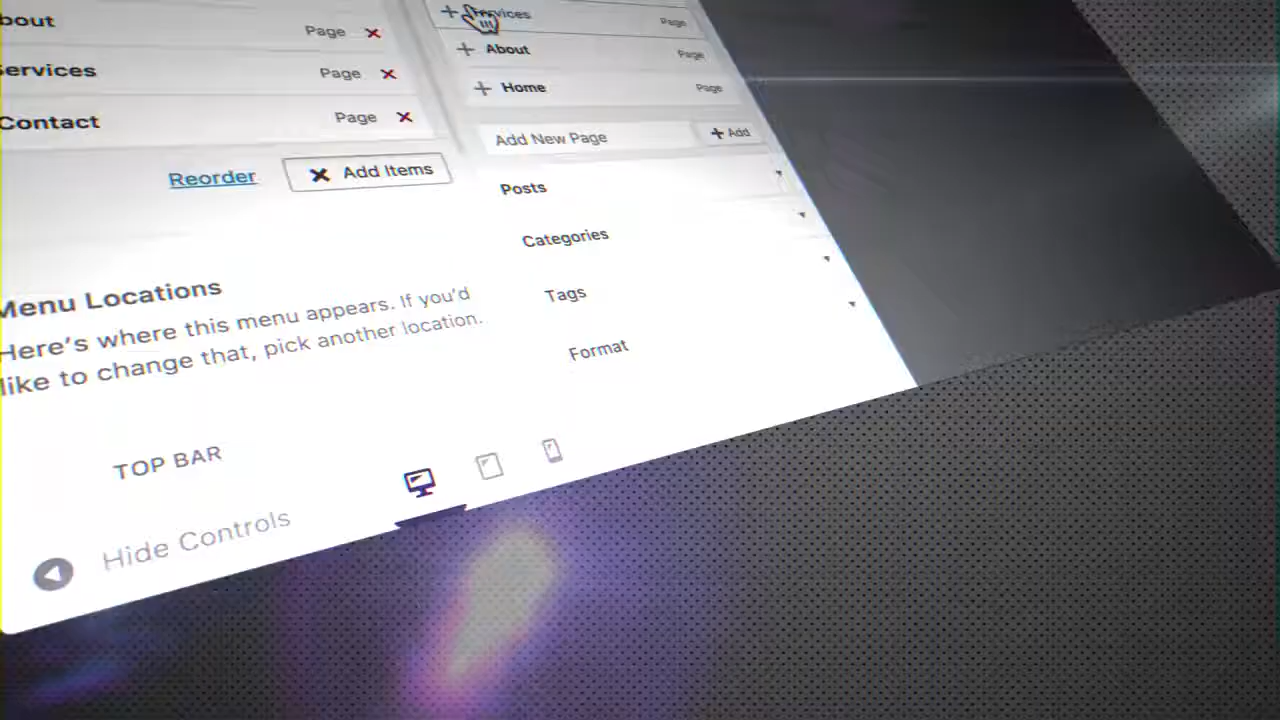 bout Page
ervices Page
Contact Page
Reorder Add Items
Menu Locations
Here's where this menu appears. If you'd
like to change that, pick another location.
TOP BAR
Hide Controls
Services Page
About Page
Home Page
Add New Page Add
Posts
Categories
Tags
Format